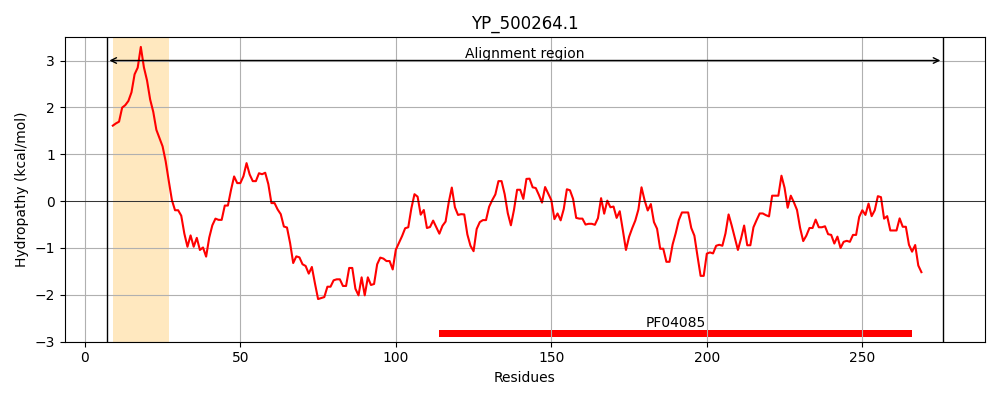 YP_500264.1
Alignment region
3
2
1
0
−1
−2
−3
Hydropathy (kcal/mol)
PF04085
0
50
100
150
200
250
Residues